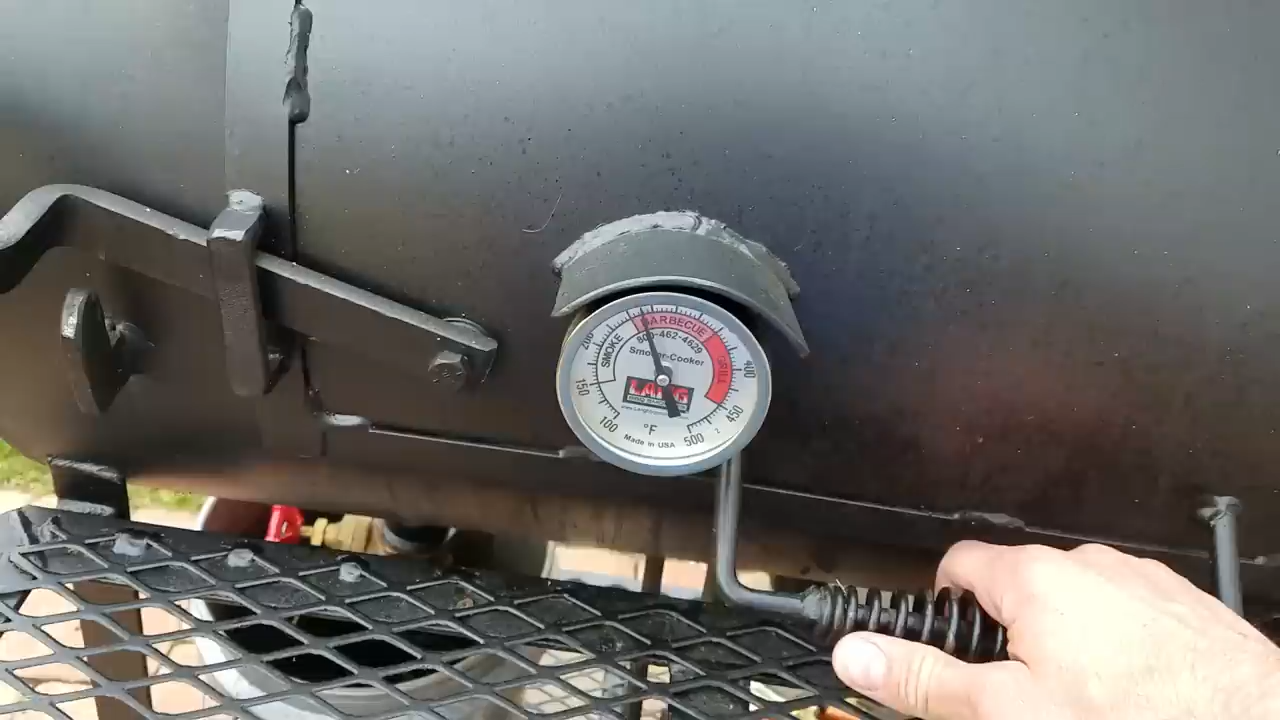 BARBECUE
800-462-4629
Smoker-Cooker
SMOKE
GRILL
LANG
100
150
200
400
450
500
°F
Made in USA